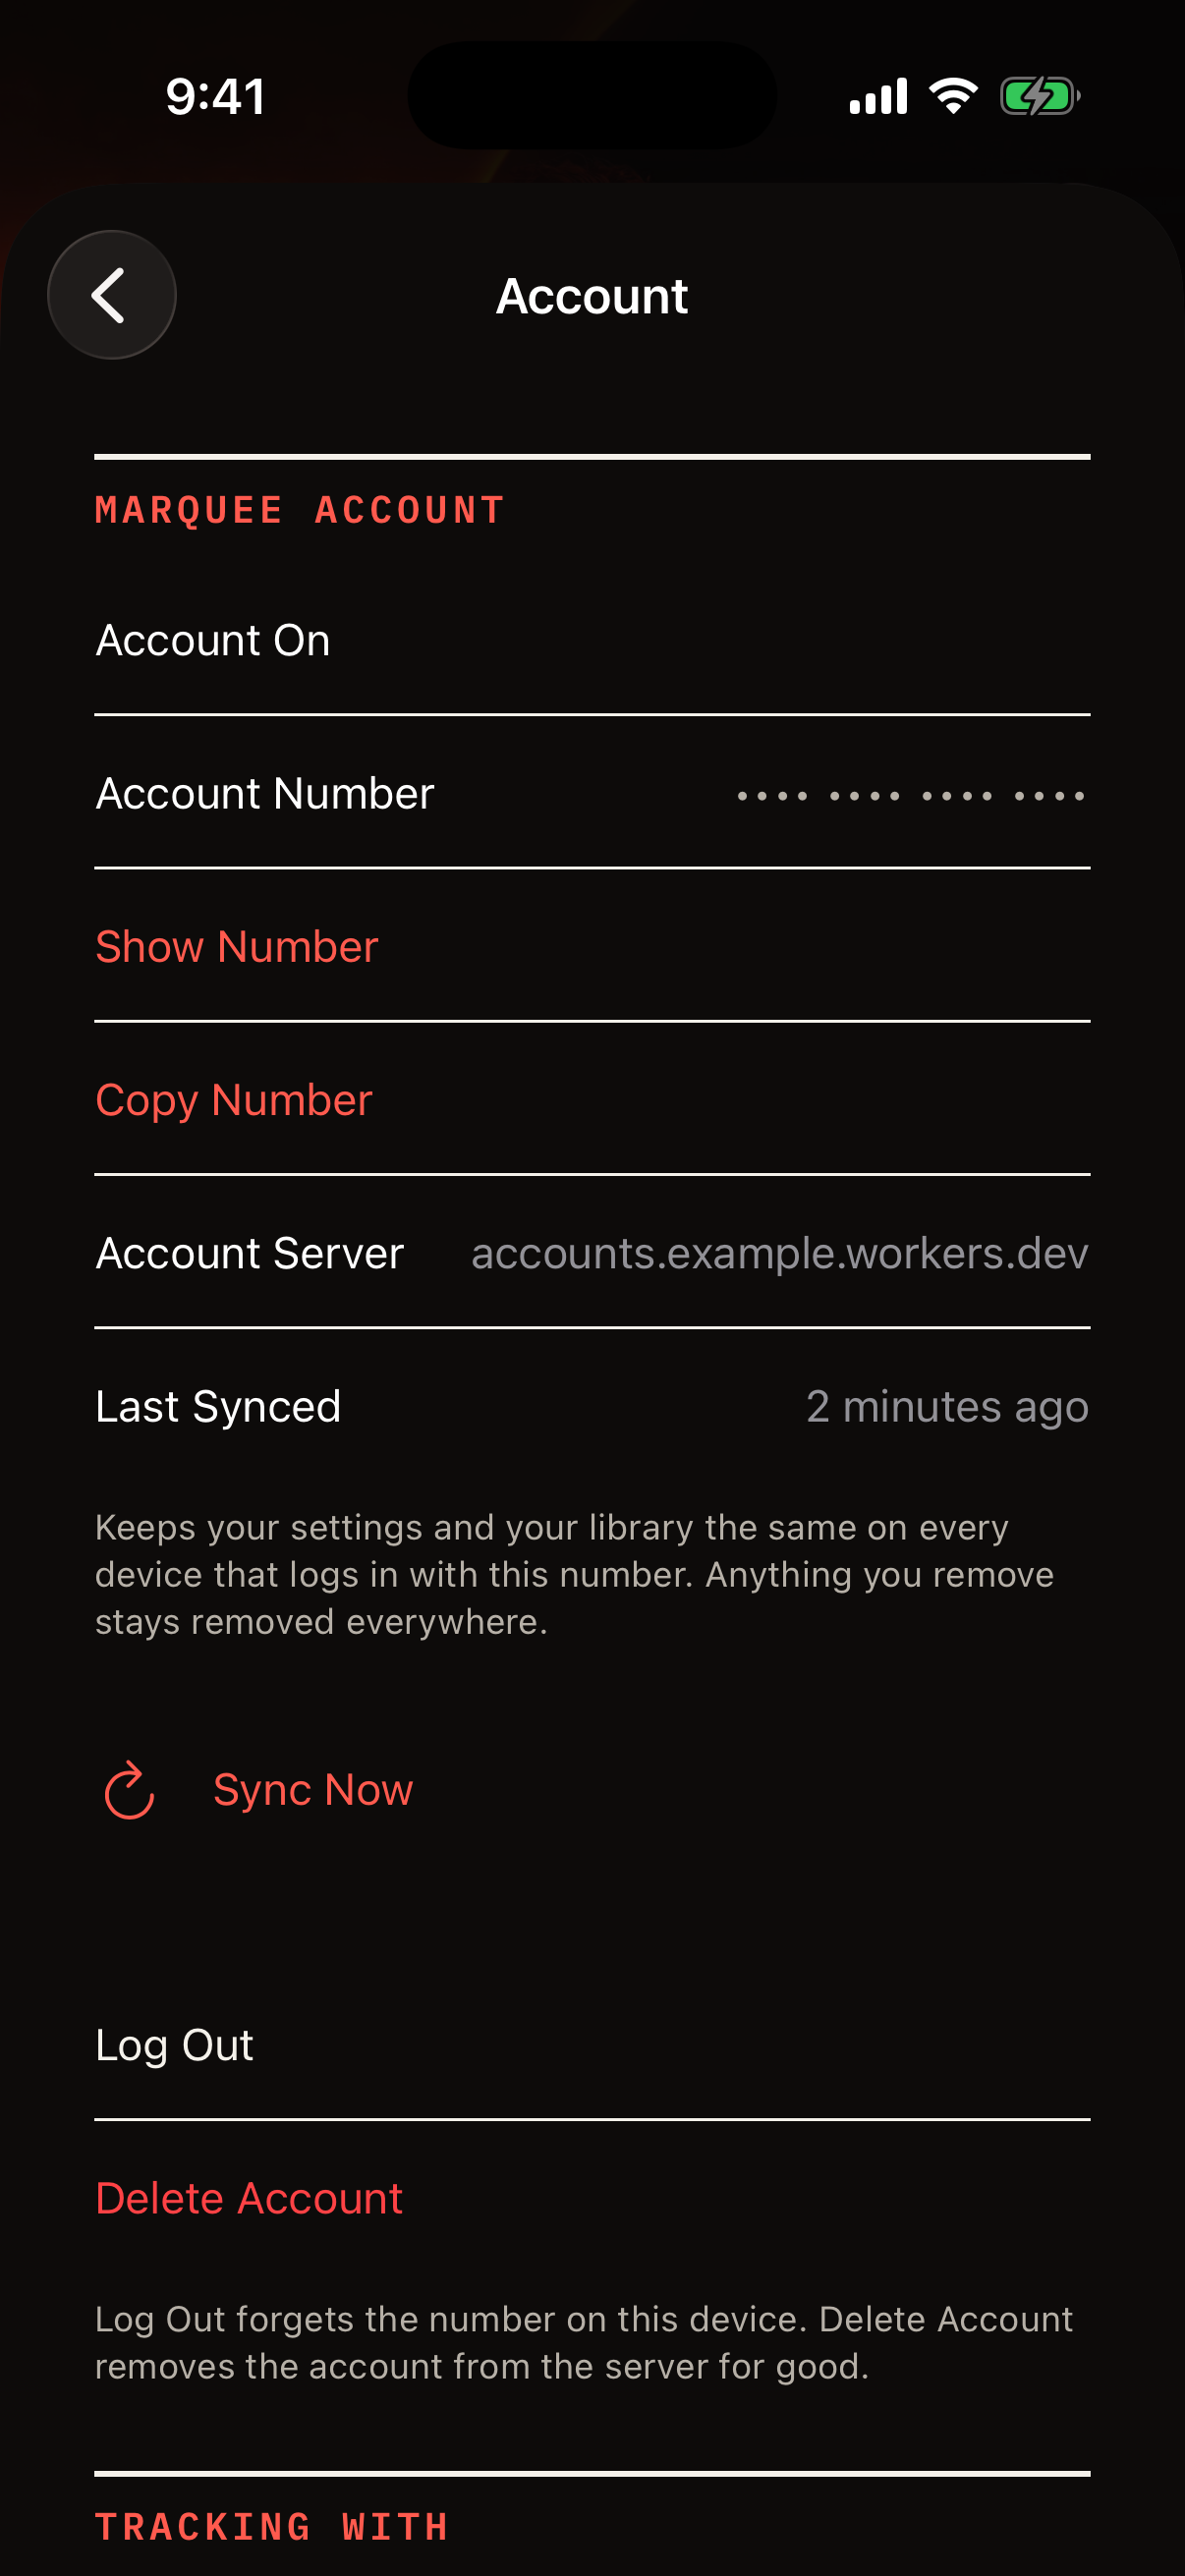 9:41
Account
MARQUEE ACCOUNT
Account On
Account Number •••• •••• •••• ••••
Show Number
Copy Number
Account Server accounts.example.workers.dev
Last Synced 2 minutes ago
Keeps your settings and your library the same on every
device that logs in with this number. Anything you remove
stays removed everywhere.
Sync Now
Log Out
Delete Account
Log Out forgets the number on this device. Delete Account
removes the account from the server for good.
TRACKING WITH